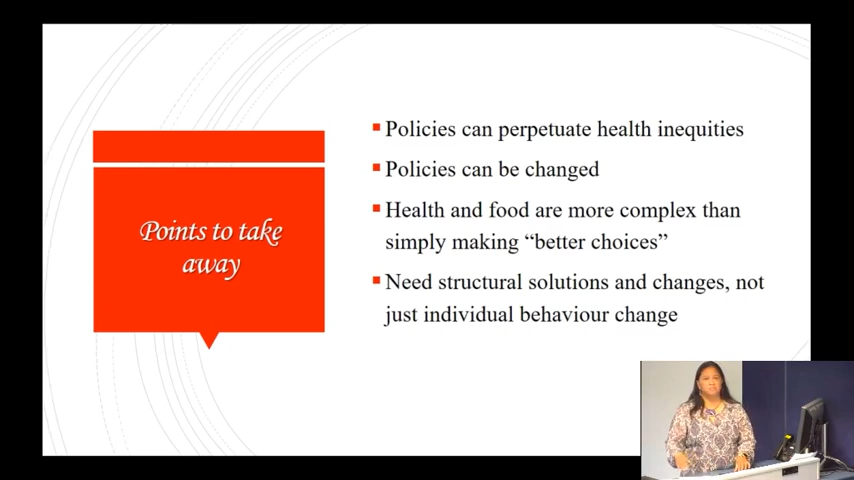 Points to take
away
Policies can perpetuate health inequities
Policies can be changed
Health and food are more complex than
simply making “better choices”
Need structural solutions and changes, not
just individual behaviour change